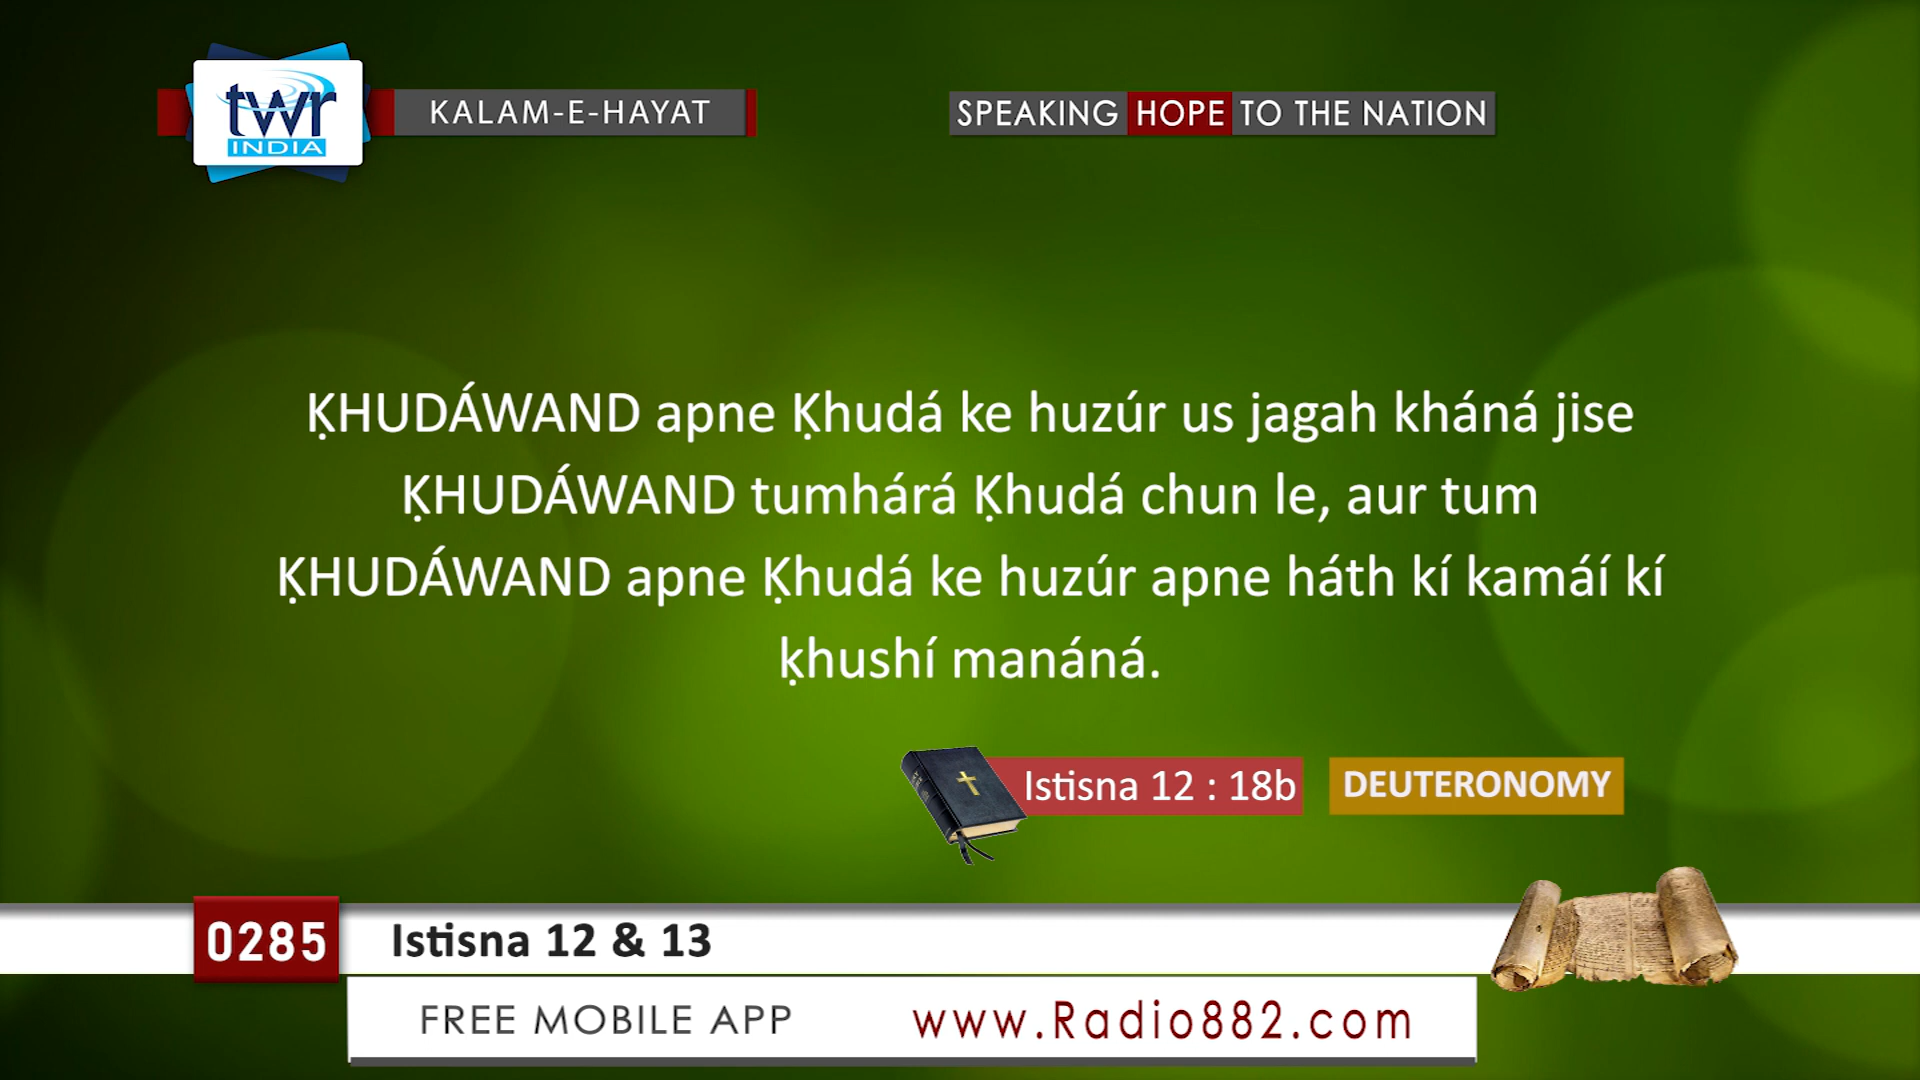 twr
INDIA
KALAM-E-HAYAT
SPEAKING HOPE TO THE NATION
ḲHUDÁWAND apne Ḳhudá ke huzúr us jagah kháná jise
ḲHUDÁWAND tumhárá Ḳhudá chun le, aur tum
ḲHUDÁWAND apne Ḳhudá ke huzúr apne háth kí kamáí kí
ḳhushí manáná.
Istisna 12 : 18b
DEUTERONOMY
0285
Istisna 12 & 13
FREE MOBILE APP
www.Radio882.com